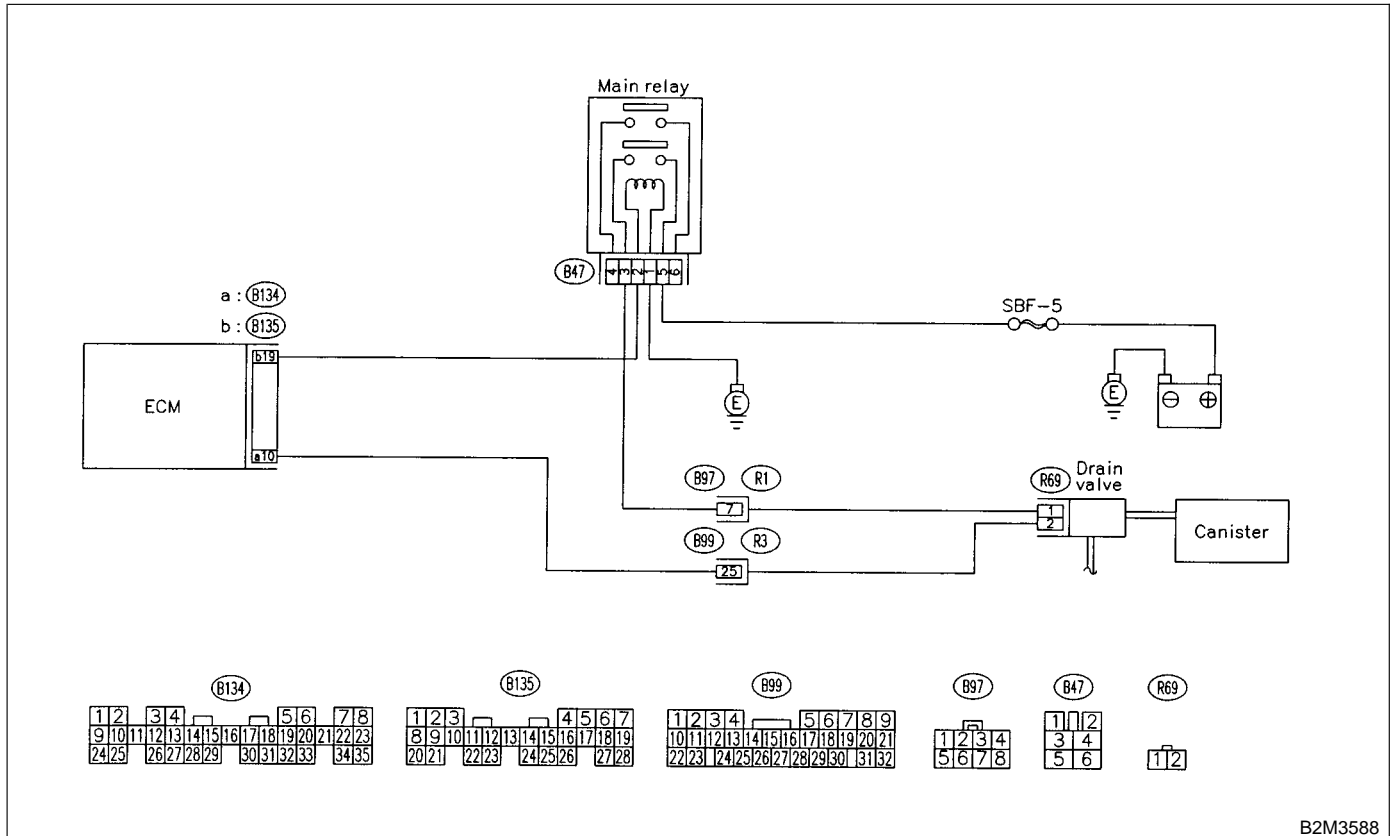 Main relay
B47
4 3 2 1 5 6
a : B134
b : B135
SBF-5
b19
E
E
⊖ ⊕
ECM
a10
B97 R1
R69 Drain
valve
7
1
2
Canister
B99 R3
25
B134
B135
B99
B97
B47
R69
1 2 3 4 5 6 7 8
9 10 11 12 13 14 15 16 17 18 19 20 21 22 23
24 25 26 27 28 29 30 31 32 33 34 35
1 2 3 4 5 6 7
8 9 10 11 12 13 14 15 16 17 18 19
20 21 22 23 24 25 26 27 28
1 2 3 4 5 6 7 8 9
10 11 12 13 14 15 16 17 18 19 20 21
22 23 24 25 26 27 28 29 30 31 32
1 2 3 4
5 6 7 8
1 2
3 4
5 6
1 2
B2M3588